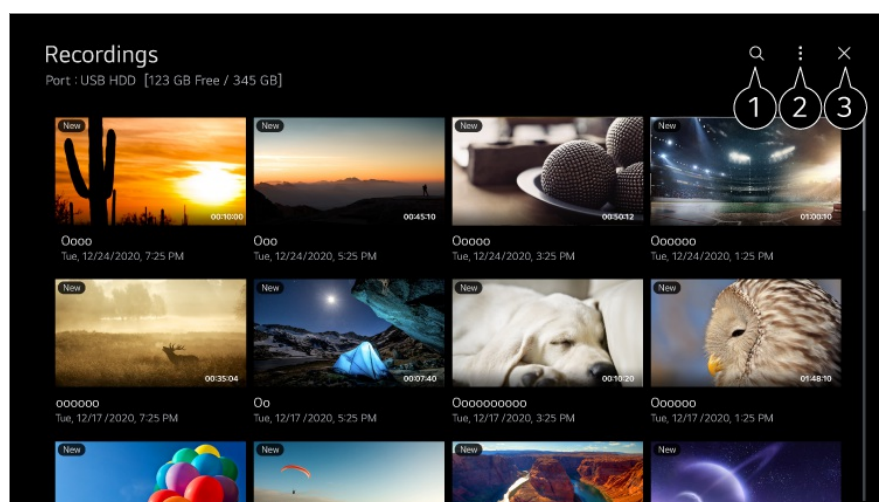 Recordings
Port : USB HDD [123 GB Free / 345 GB]
1 2 3
New New New New
00:10:00 00:45:10 00:50:12 01:00:10
Oooo Ooo Ooooo Oooooo
Tue, 12/24/2020, 7:25 PM Tue, 12/24/2020, 5:25 PM Tue, 12/24/2020, 3:25 PM Tue, 12/24/2020, 1:25 PM
New New New New
00:35:04 00:07:40 00:10:20 01:48:10
oooooo Oo Oooooooooo Oooooo
Tue, 12/17 /2020, 7:25 PM Tue, 12/17 /2020, 5:25 PM Tue, 12/17 /2020, 3:25 PM Tue, 12/17 /2020, 1:25 PM
New New New New